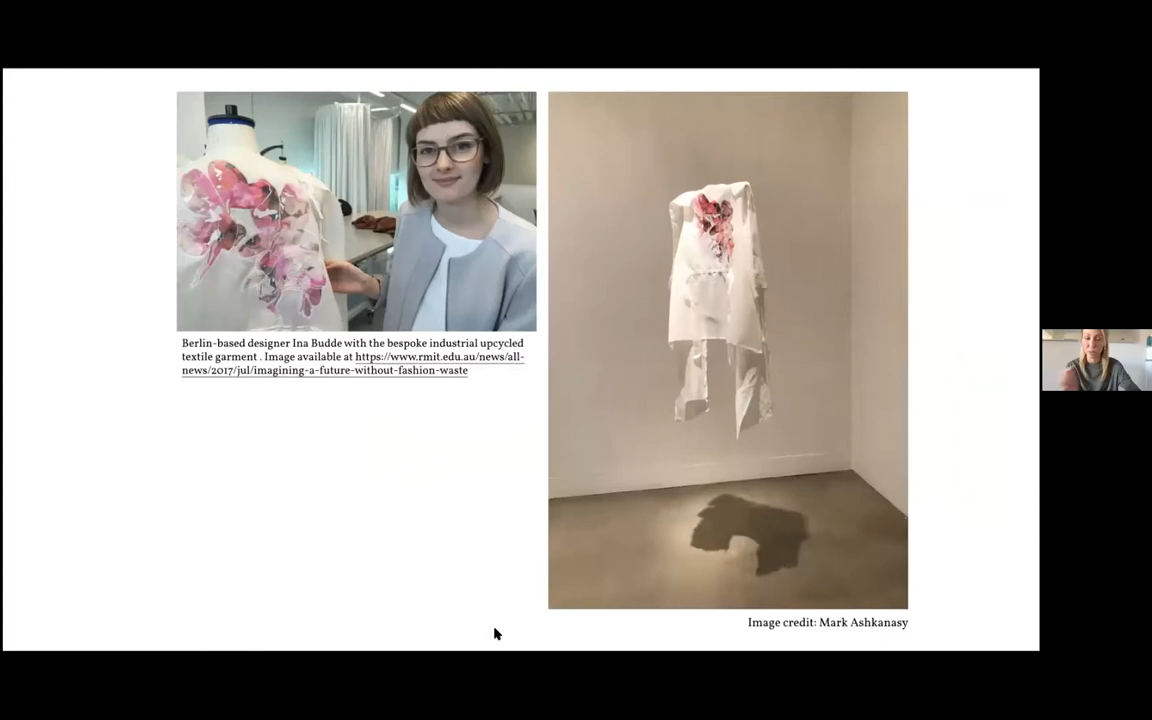 Berlin-based designer Ina Budde with the bespoke industrial upcycled
textile garment . Image available at https://www.rmit.edu.au/news/all-
news/2017/jul/imagining-a-future-without-fashion-waste
Image credit: Mark Ashkanasy